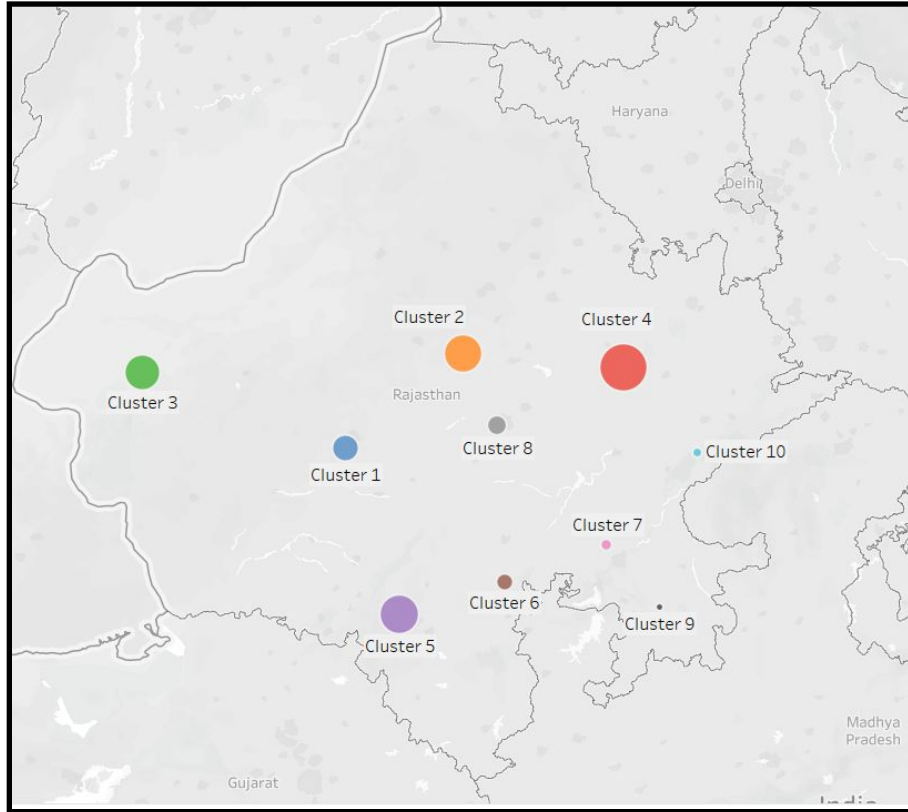 Haryana
Delhi
Cluster 2
Cluster 4
Rajasthan
Cluster 3
Cluster 8
Cluster 10
Cluster 1
Cluster 7
Cluster 6
Cluster 9
Cluster 5
Madhya
Pradesh
Gujarat
India